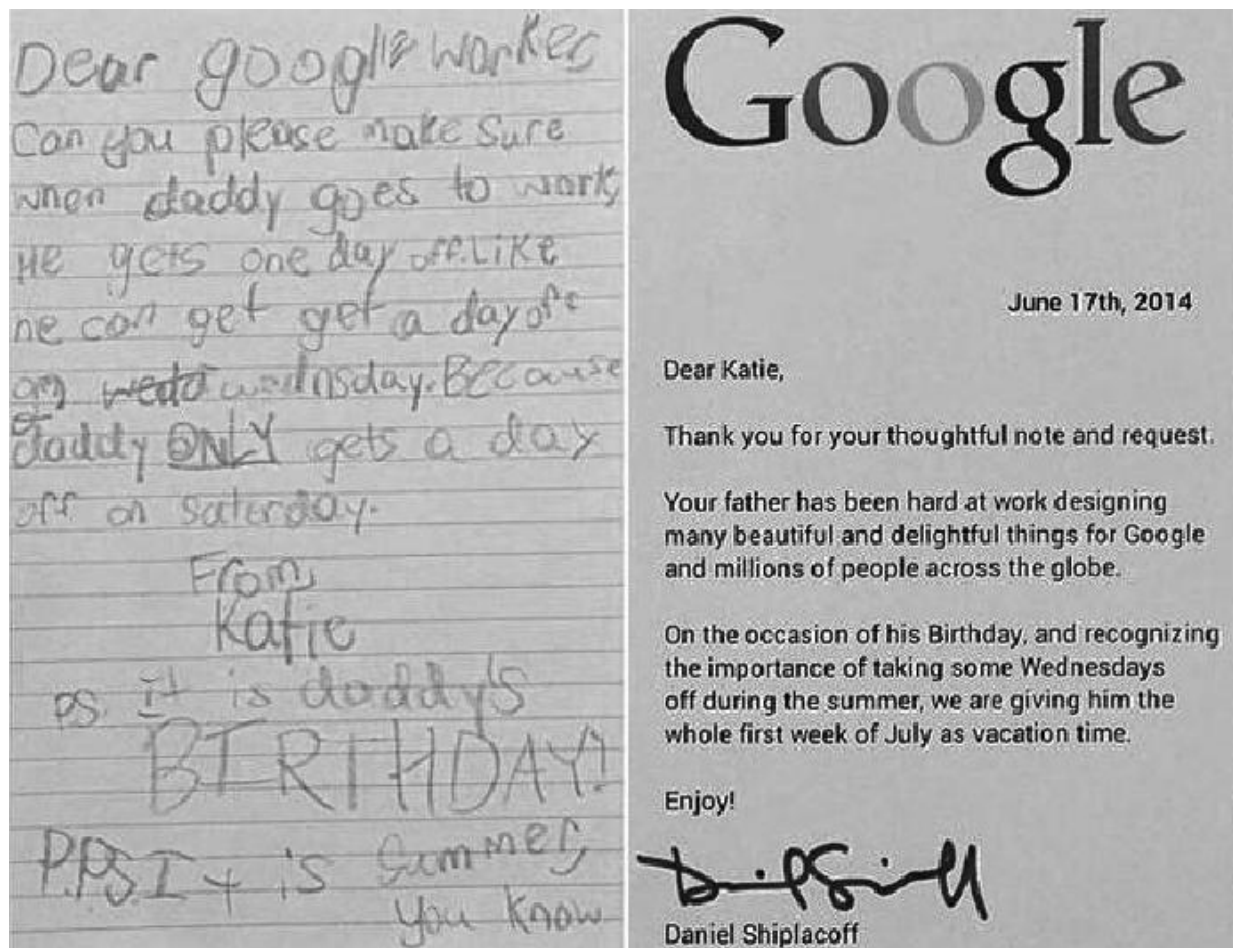 Dear google worker
Can you please make sure
when daddy goes to work,
He gets one day off. Like
he can get get a day off
on wedd wednsday. Because
daddy ONLY gets a day
off on saterday.
From,
Katie
P.S. it is daddy's
BIRTHDAY!
P.P.S. It is summer,
you know
Google
June 17th, 2014
Dear Katie,
Thank you for your thoughtful note and request.
Your father has been hard at work designing
many beautiful and delightful things for Google
and millions of people across the globe.
On the occasion of his Birthday, and recognizing
the importance of taking some Wednesdays
off during the summer, we are giving him the
whole first week of July as vacation time.
Enjoy!
Daniel Shiplacoff